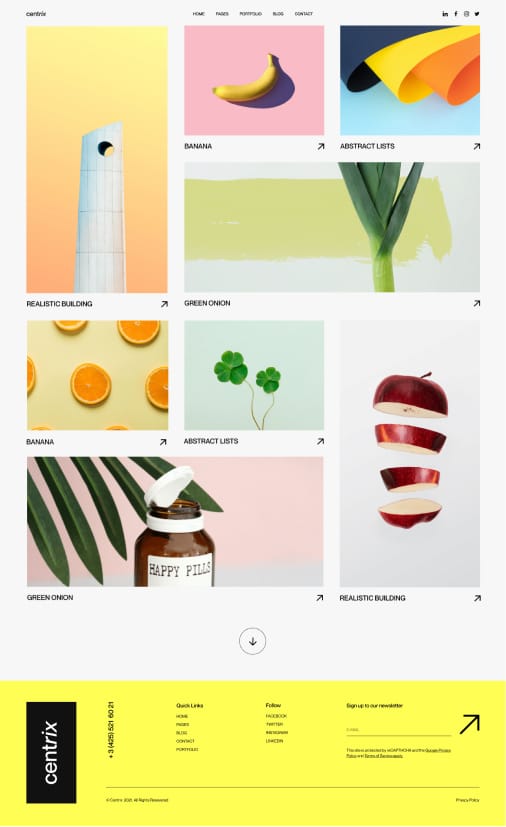 centrix
HOME PAGES PORTFOLIO BLOG CONTACT
BANANA
ABSTRACT LISTS
REALISTIC BUILDING
GREEN ONION
BANANA
ABSTRACT LISTS
HAPPY PILLS
GREEN ONION
REALISTIC BUILDING
centrix
+3 (425) 521 60 21
Quick Links
HOME
PAGES
BLOG
CONTACT
PORTFOLIO
Follow
FACEBOOK
TWITTER
INSTAGRAM
LINKEDIN
Sign up to our newsletter
E-MAIL
This site is protected by reCAPTCHA and the Google Privacy
Policy and Terms of Service apply.
© Centrix 2021. All Rights Reserved.
Privacy Policy